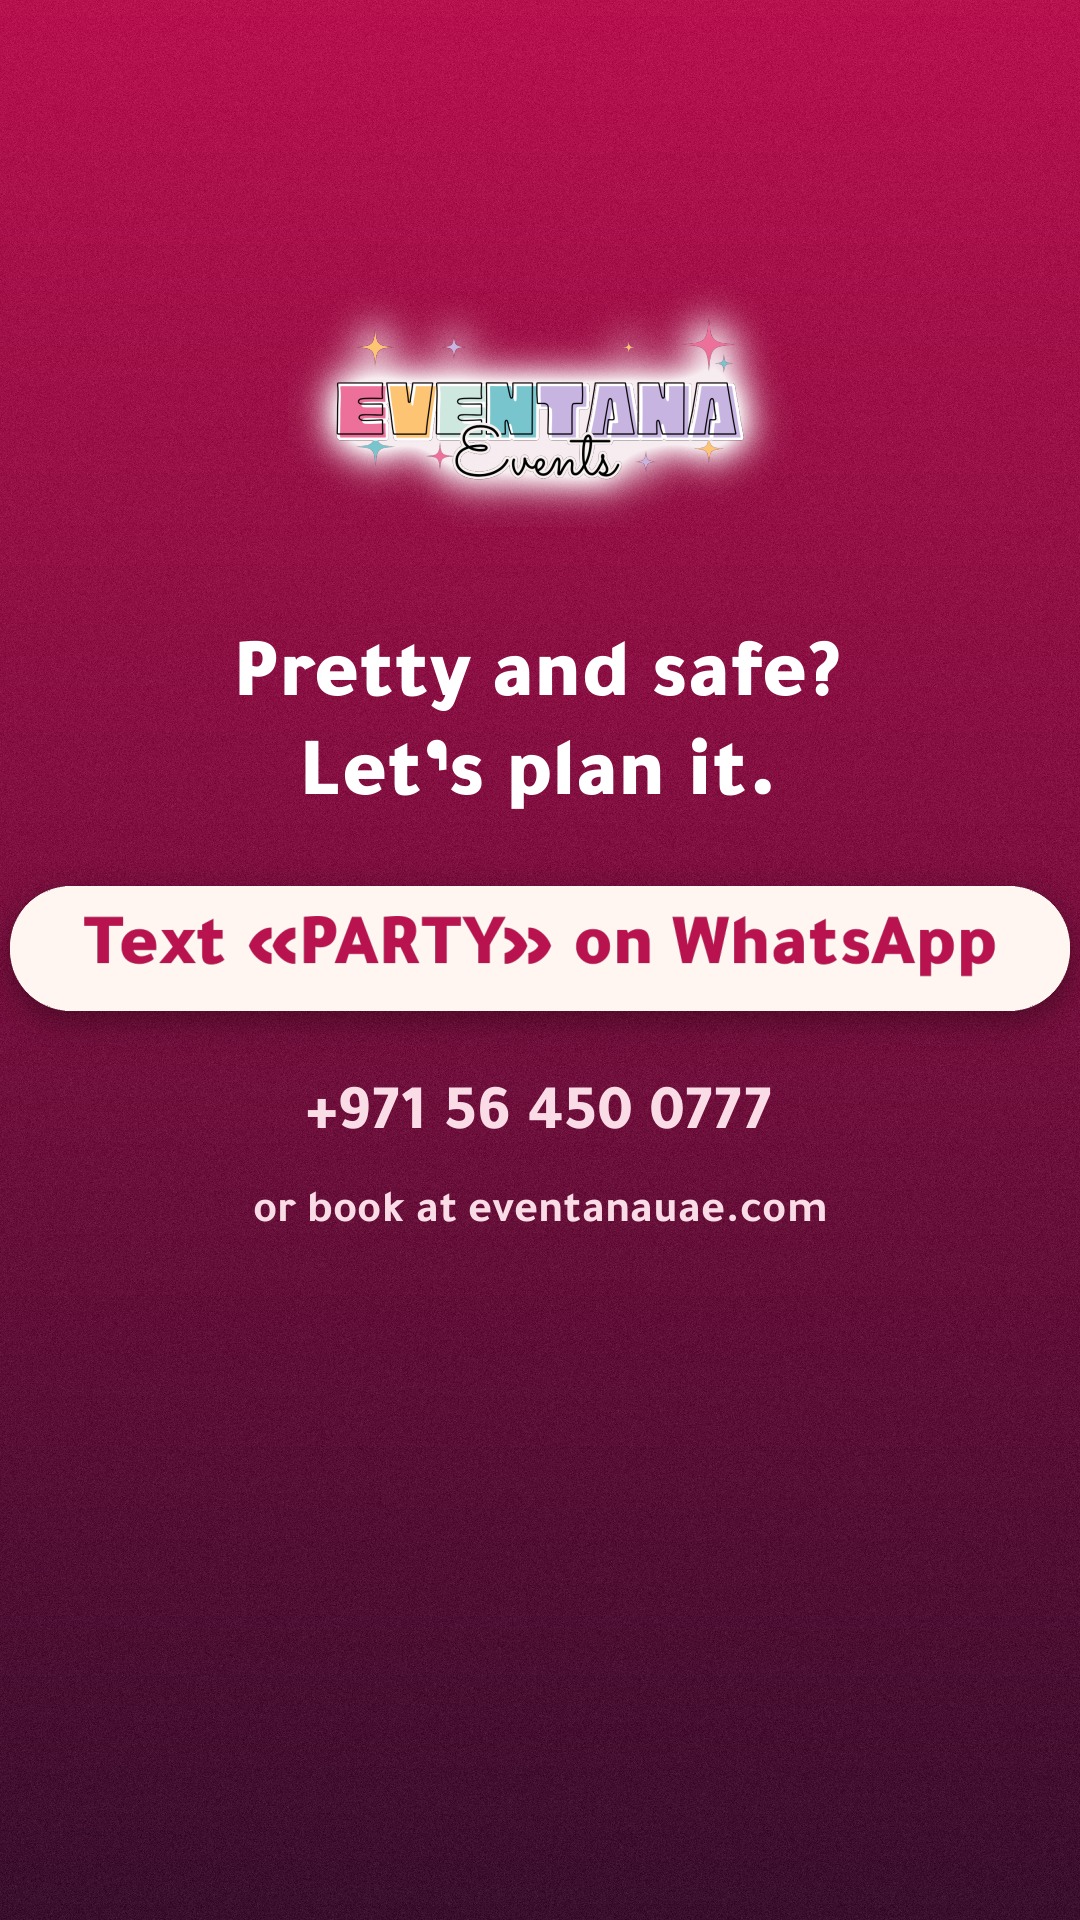 EVENTANA
Events
Pretty and safe?
Let's plan it.
Text «PARTY» on WhatsApp
+971 56 450 0777
or book at eventanauae.com